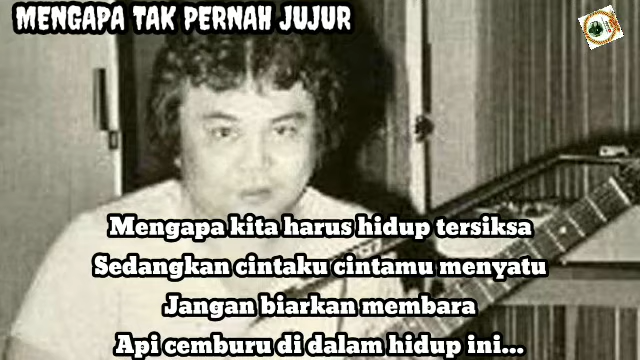 MENGAPA TAK PERNAH JUJUR
Mengapa kita harus hidup tersiksa
Sedangkan cintaku cintamu menyatu
Jangan biarkan membara
Api cemburu di dalam hidup ini...